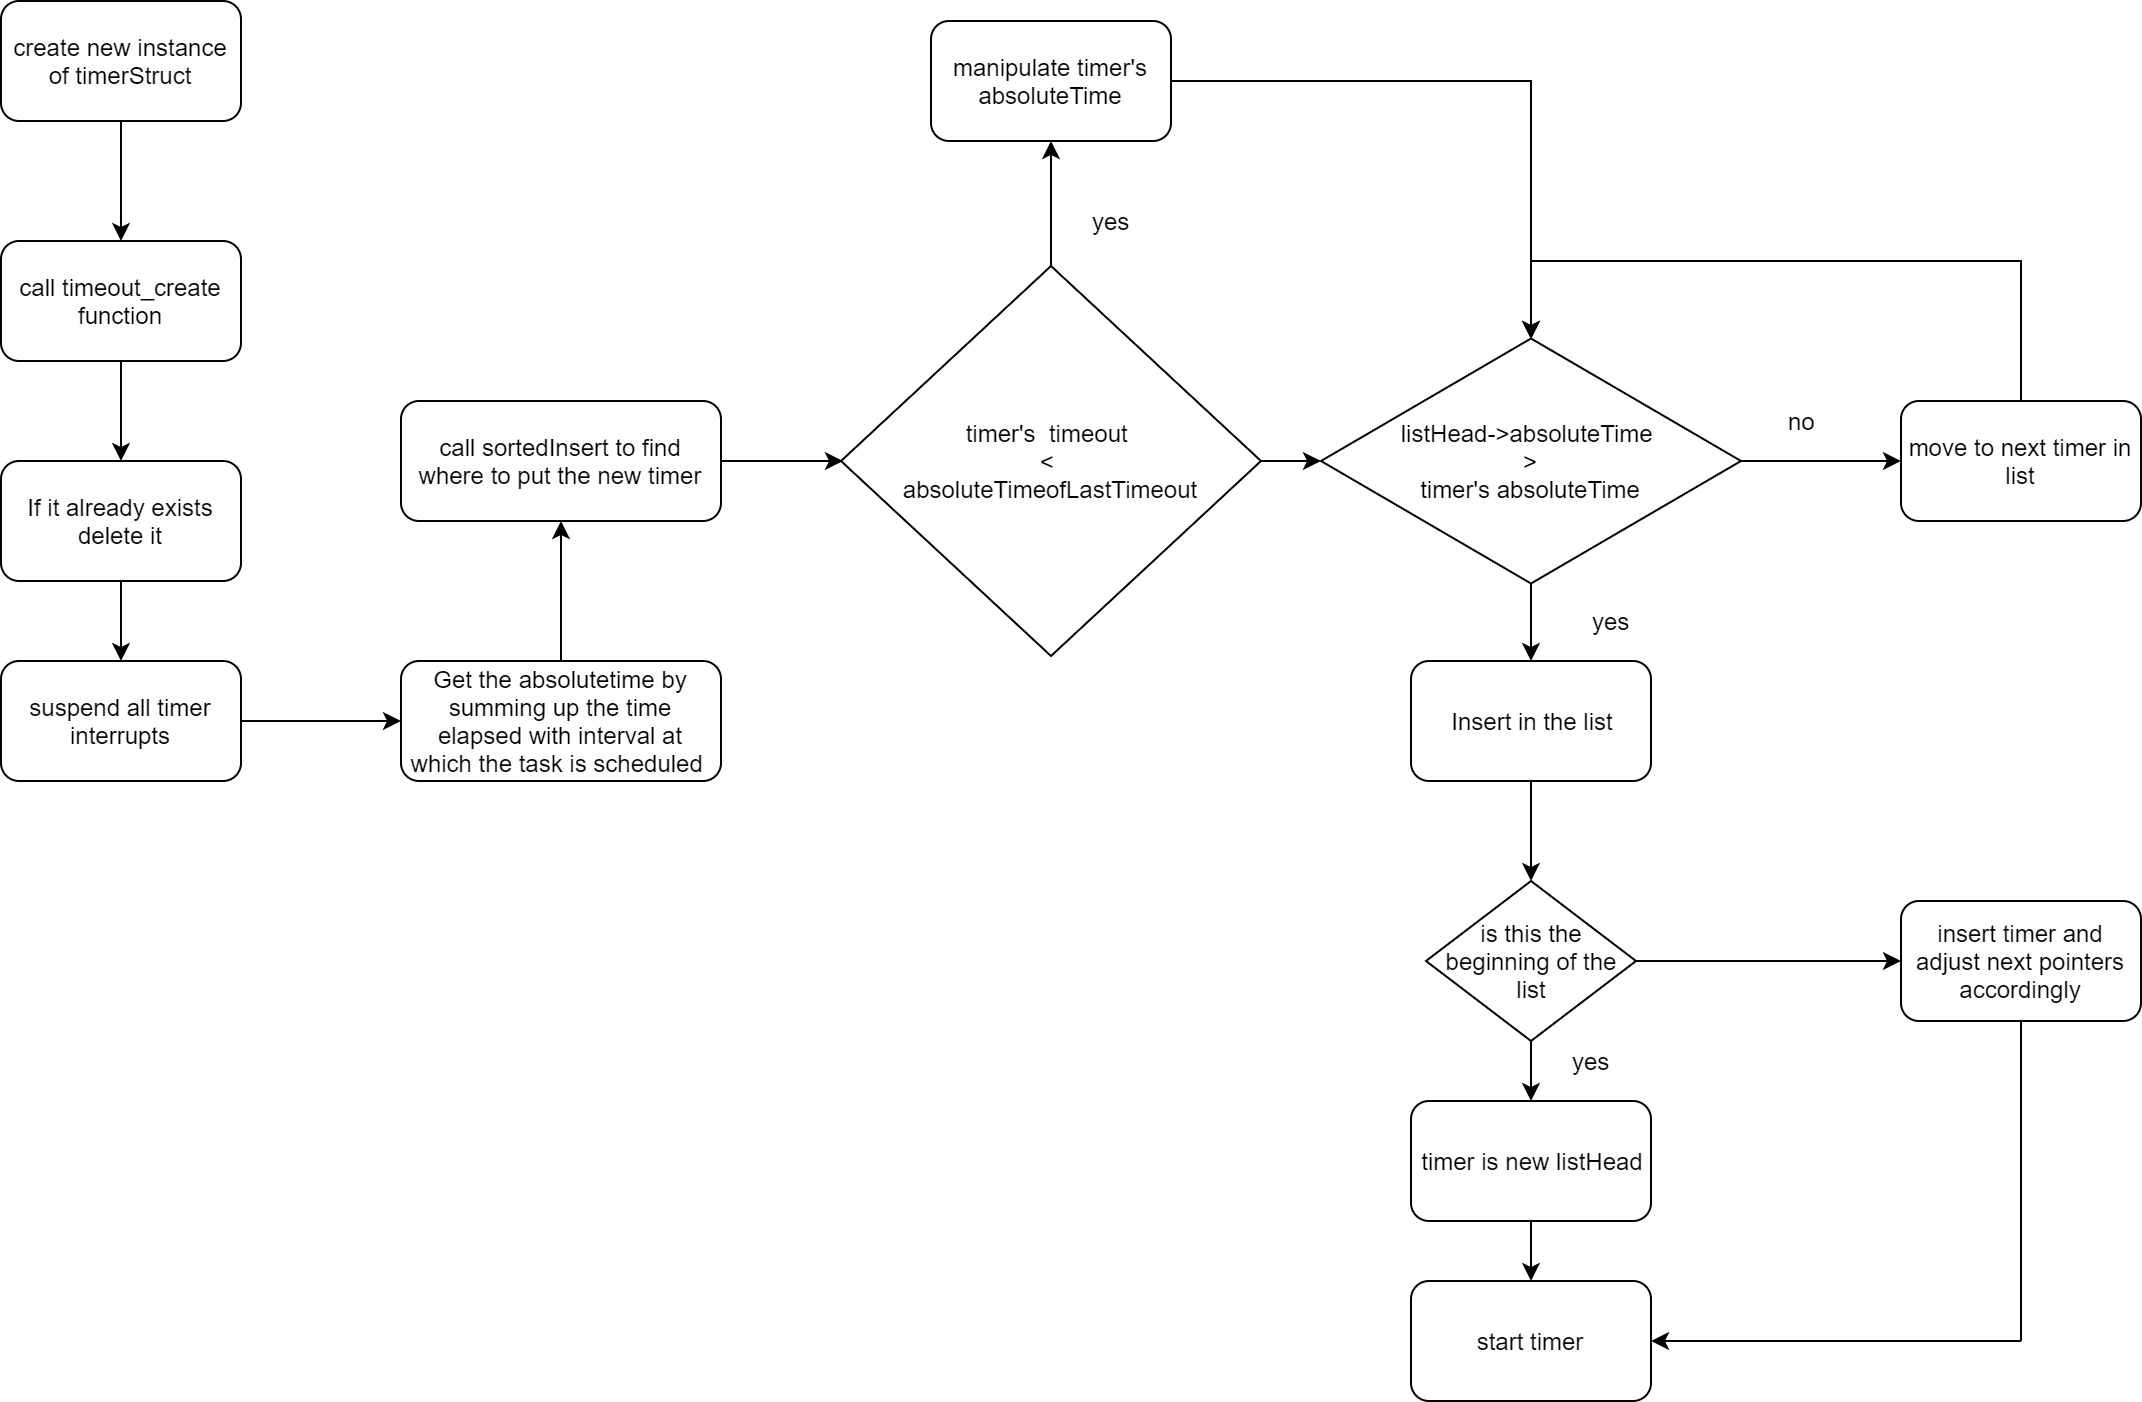 create new instance
of timerStruct
call timeout_create
function
If it already exists
delete it
suspend all timer
interrupts
Get the absolutetime by
summing up the time
elapsed with interval at
which the task is scheduled
call sortedInsert to find
where to put the new timer
timer's  timeout
<
absoluteTimeofLastTimeout
yes
manipulate timer's
absoluteTime
listHead->absoluteTime
>
timer's absoluteTime
no
move to next timer in
list
yes
Insert in the list
is this the
beginning of the
list
insert timer and
adjust next pointers
accordingly
yes
timer is new listHead
start timer